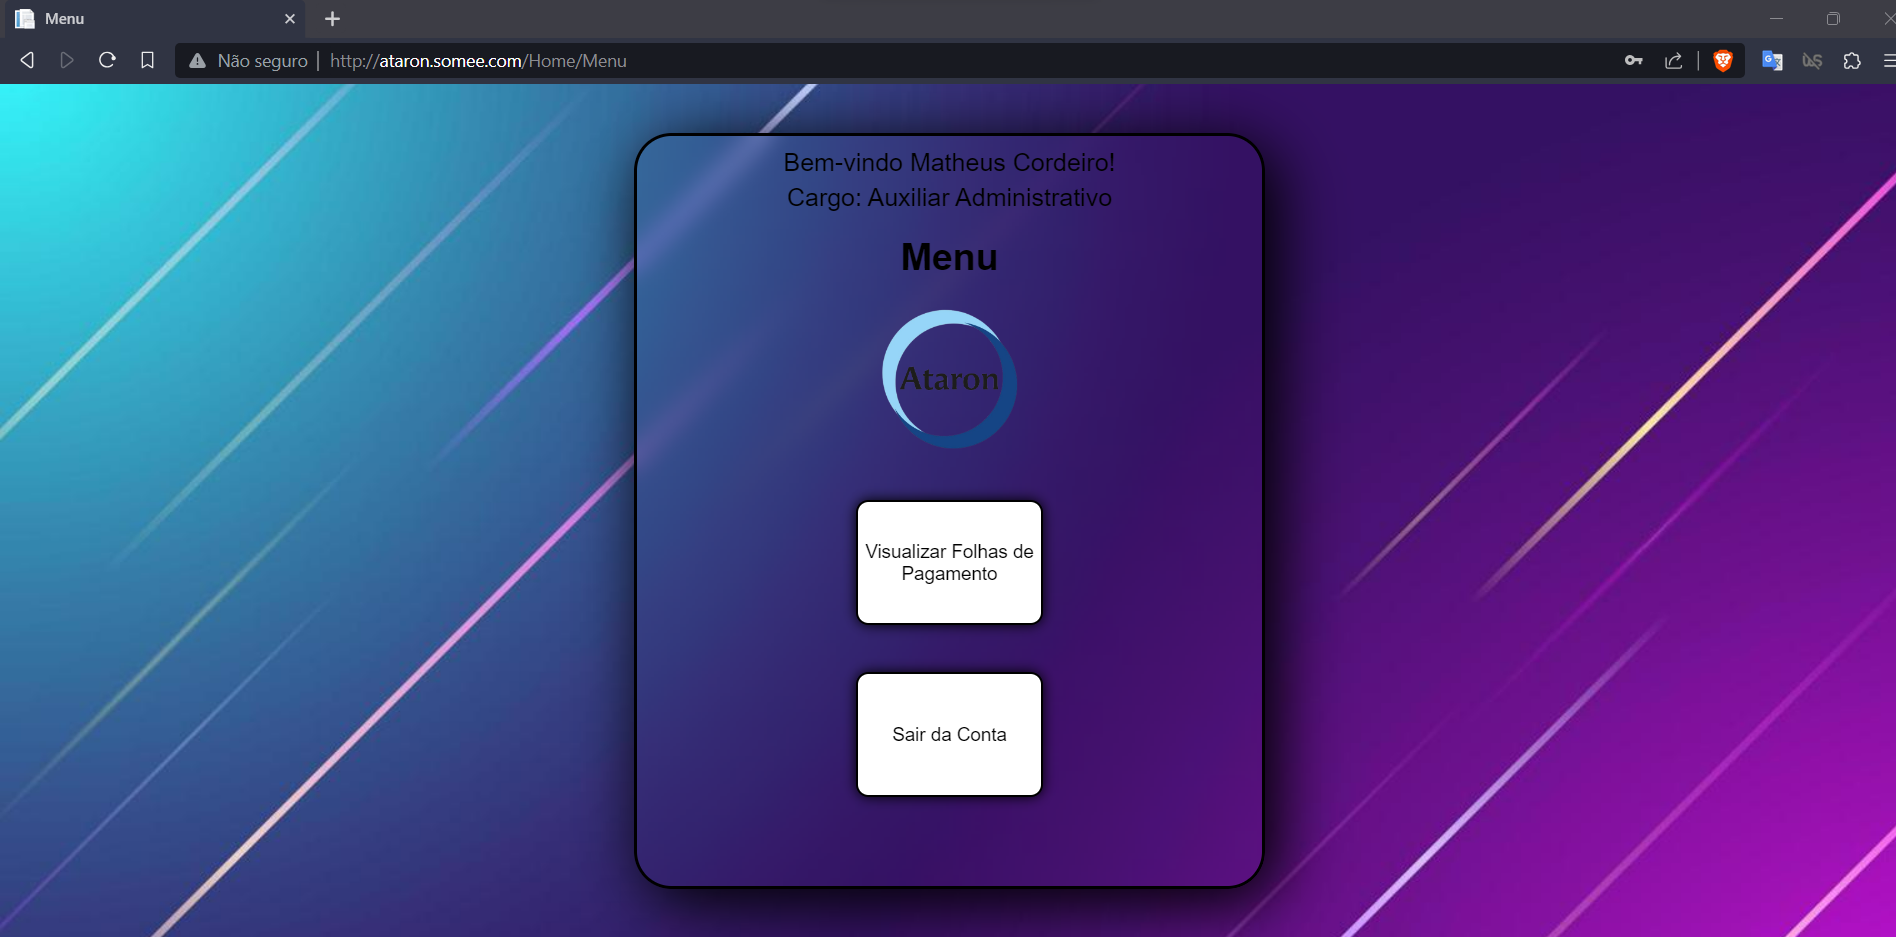 Menu
Não seguro
http://ataron.somee.com/Home/Menu
Bem-vindo Matheus Cordeiro!
Cargo: Auxiliar Administrativo
Menu
Ataron
Visualizar Folhas de
Pagamento
Sair da Conta